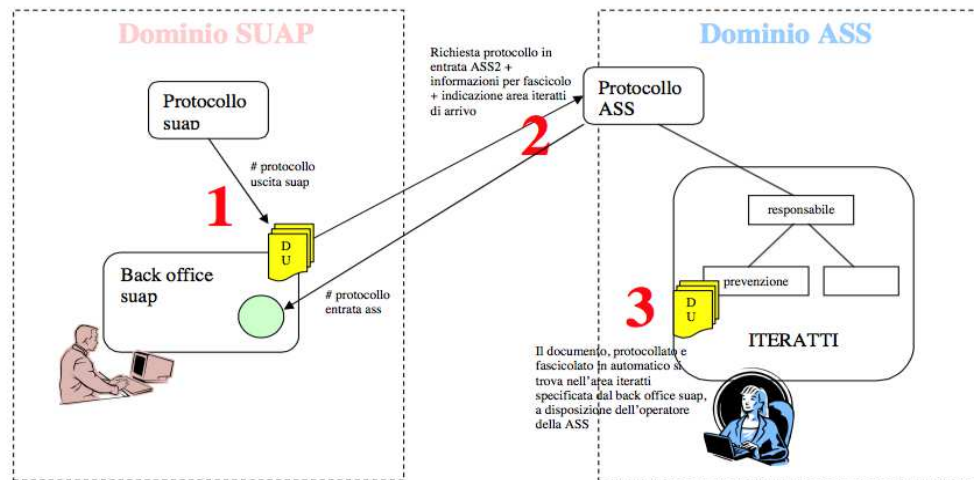 Dominio SUAP
Dominio ASS
Richiesta protocollo in
entrata ASS2 +
informazioni per fascicolo
+ indicazione area iteratti
di arrivo
Protocollo
suap
Protocollo
ASS
# protocollo
uscita suap
1
2
responsabile
D
U
Back office
suap
prevenzione
# protocollo
entrata ass
3
D
U
ITERATTI
Il documento, protocollato e
fascicolato in automatico si
trova nell'area iteratti
specificata dal back office suap,
a disposizione dell'operatore
della ASS